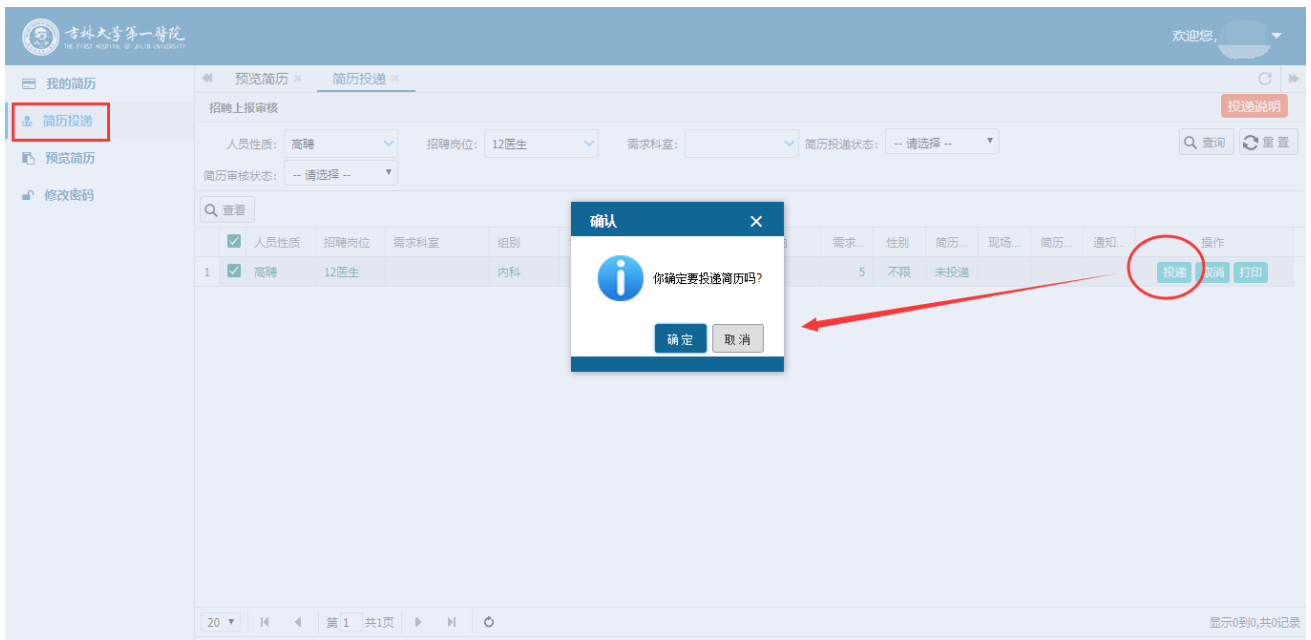 吉林大学第一醫院
THE FIRST HOSPITAL OF JILIN UNIVERSITY
欢迎您,
我的简历
简历投递
预览简历
修改密码
预览简历 × 简历投递 ×
招聘上报审核 投递说明
人员性质: 高聘 招聘岗位: 12医生 需求科室: 简历投递状态: -- 请选择 -- 查询 重置
简历审核状态: -- 请选择 --
查看
人员性质 招聘岗位 需求科室 组别 需求... 性别 简历... 现场... 简历... 通知... 操作
1 高聘 12医生 内科 5 不限 未投递 投递 取消 打印
确认
你确定要投递简历吗?
确定 取消
20 第 1 共1页 显示0到0,共0记录